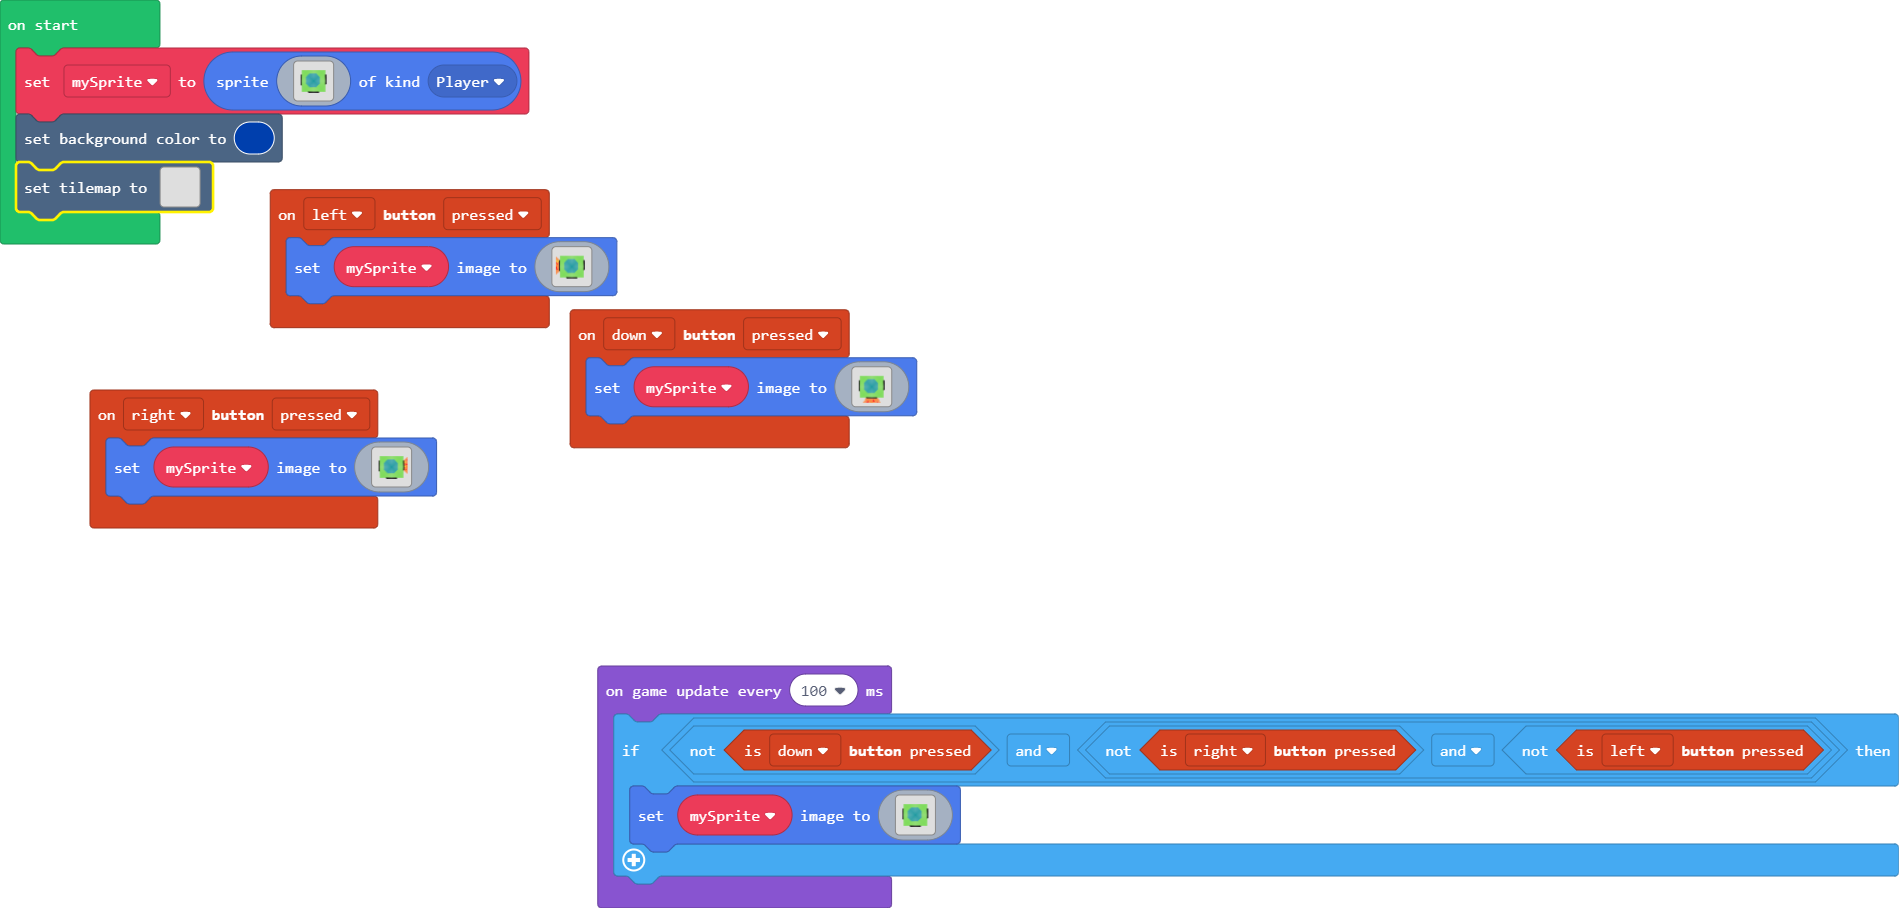 on start
set mySprite to sprite of kind Player
set background color to
set tilemap to
on left button pressed
set mySprite image to
on down button pressed
set mySprite image to
on right button pressed
set mySprite image to
on game update every 100 ms
if not is down button pressed and not is right button pressed and not is left button pressed then
set mySprite image to